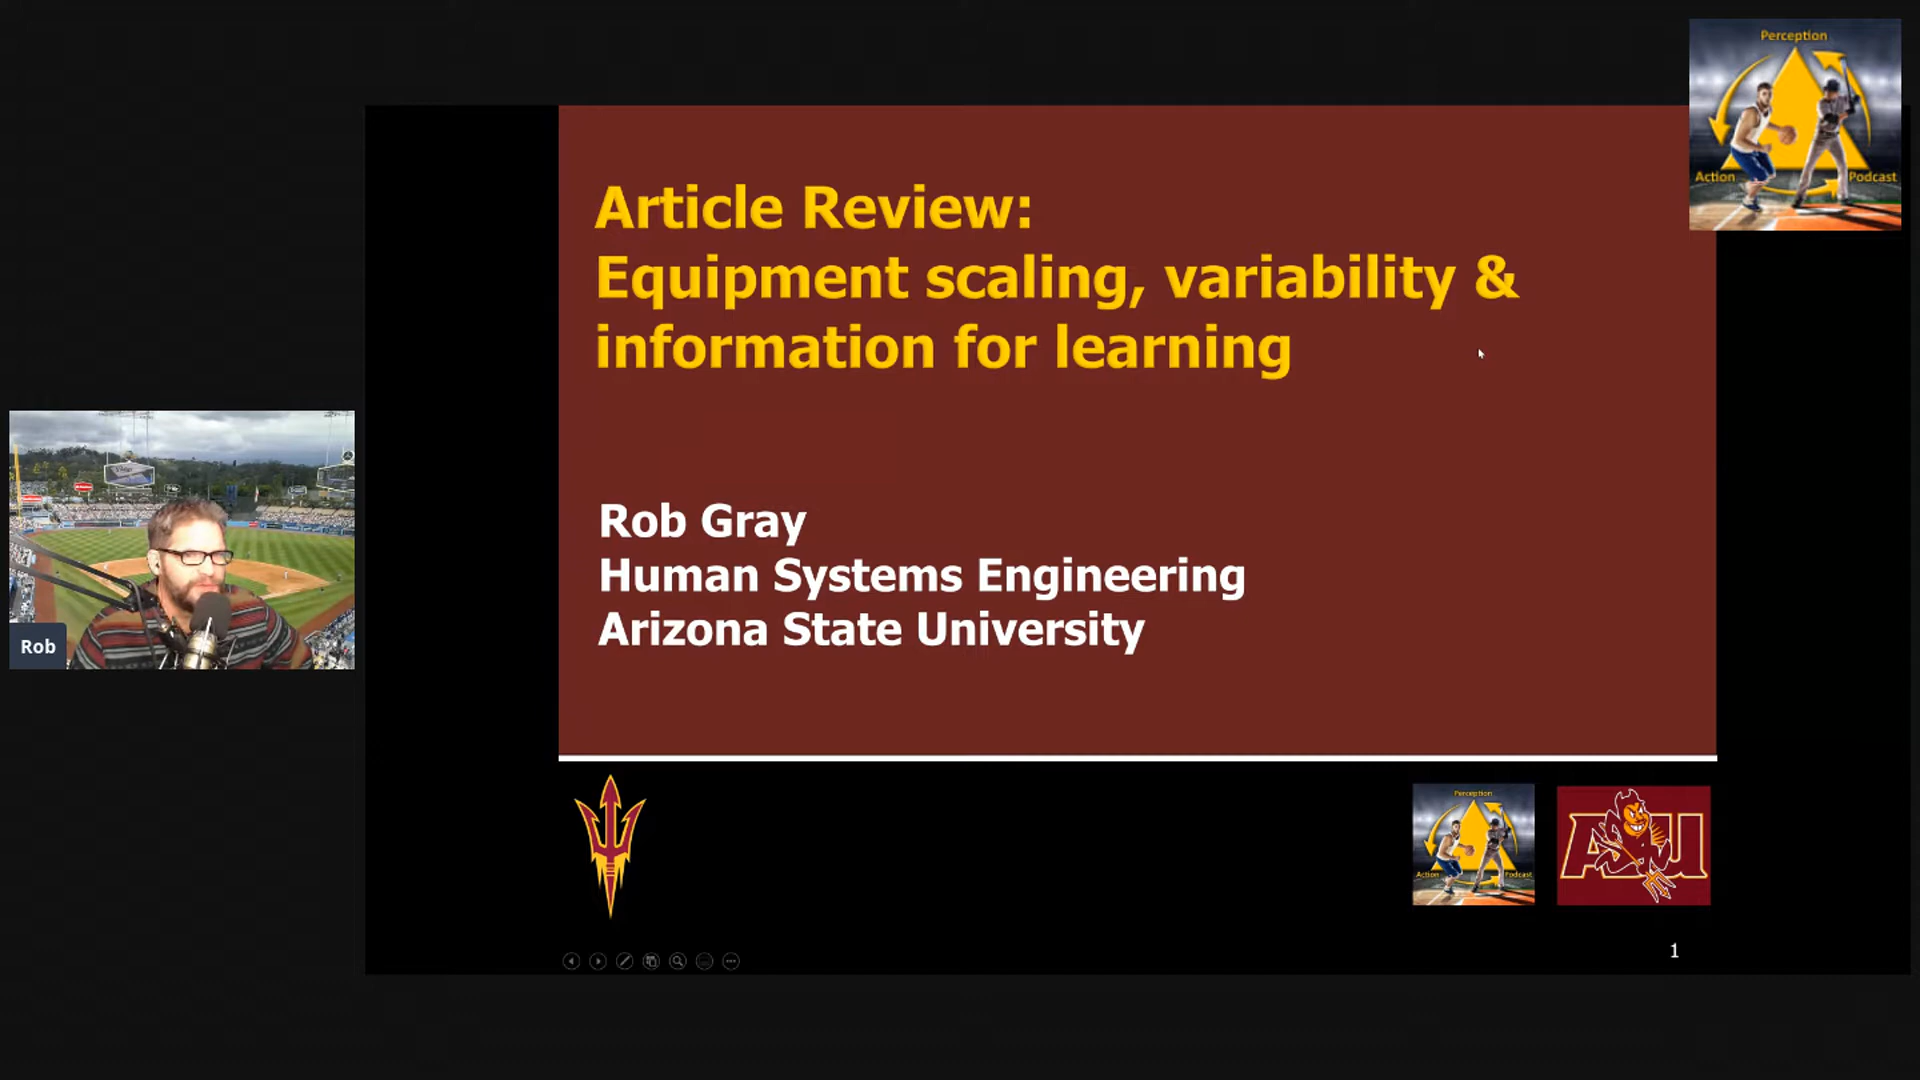 Perception
Action
Podcast
Article Review:
Equipment scaling, variability &
information for learning
Rob Gray
Human Systems Engineering
Arizona State University
Rob
Perception
Action
Podcast
ASU
1